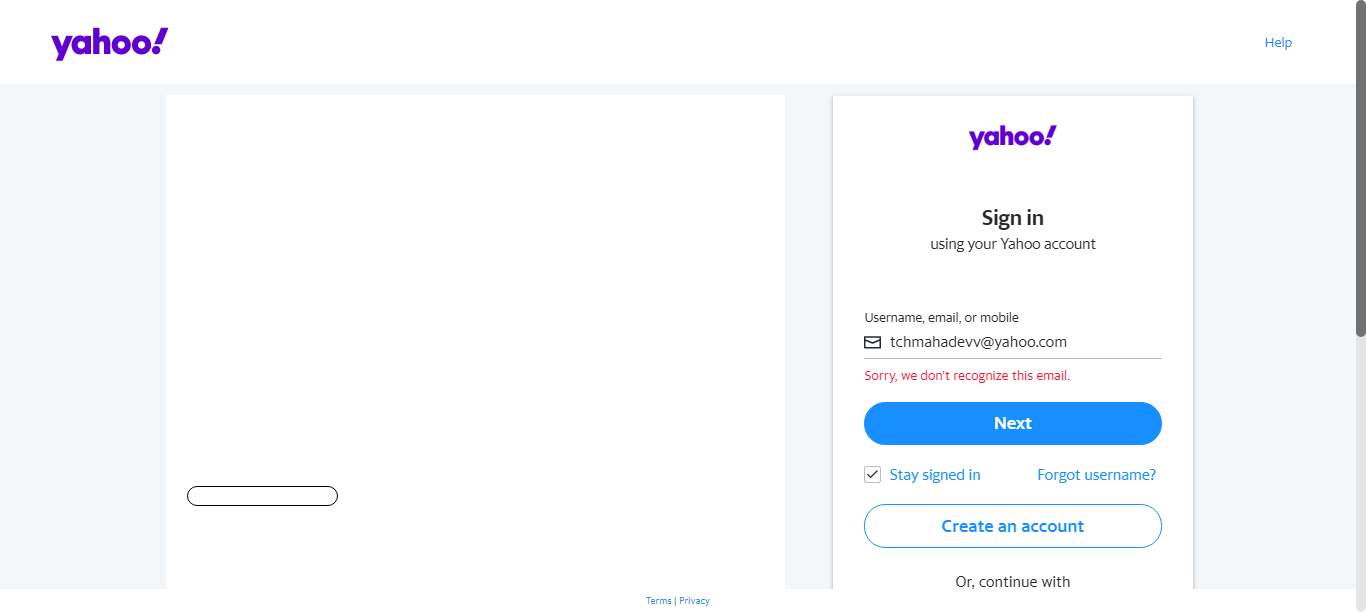 yahoo!
Help
yahoo!
Sign in
using your Yahoo account
Username, email, or mobile
tchmahadevv@yahoo.com
Sorry, we don't recognize this email.
Next
Stay signed in Forgot username?
Create an account
Or, continue with
Terms | Privacy